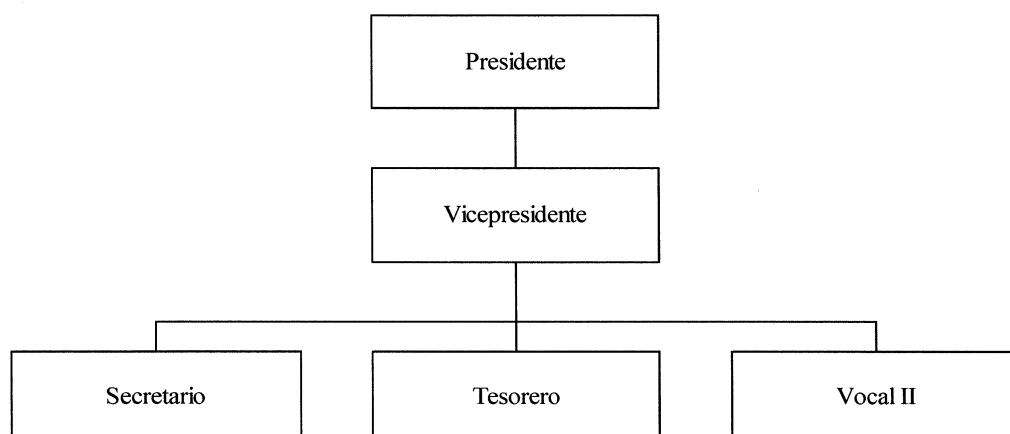 Presidente
Vicepresidente
Secretario
Tesorero
Vocal II